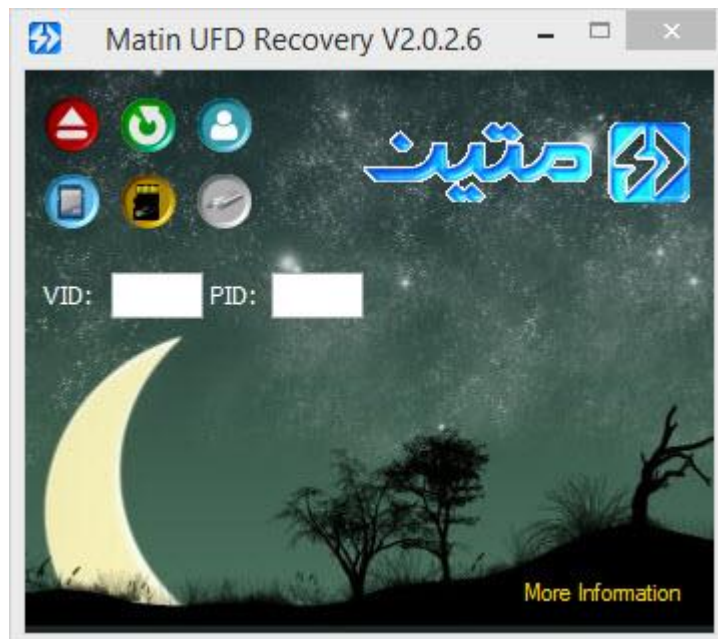 Matin UFD Recovery V2.0.2.6
متین
VID: PID:
More Information